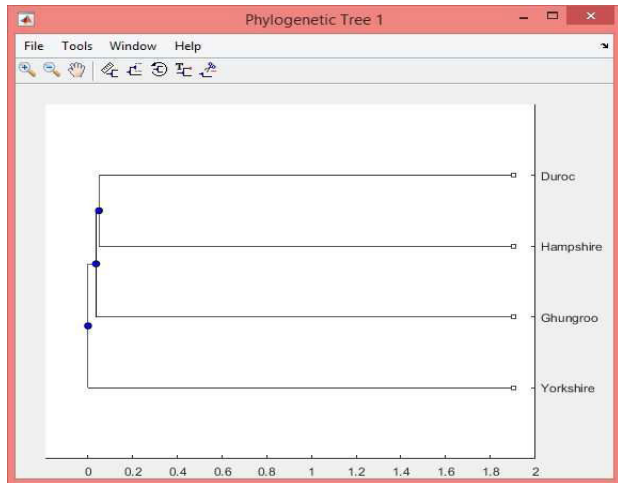 Phylogenetic Tree 1
File Tools Window Help
Duroc
Hampshire
Ghungroo
Yorkshire
0 0.2 0.4 0.6 0.8 1 1.2 1.4 1.6 1.8 2